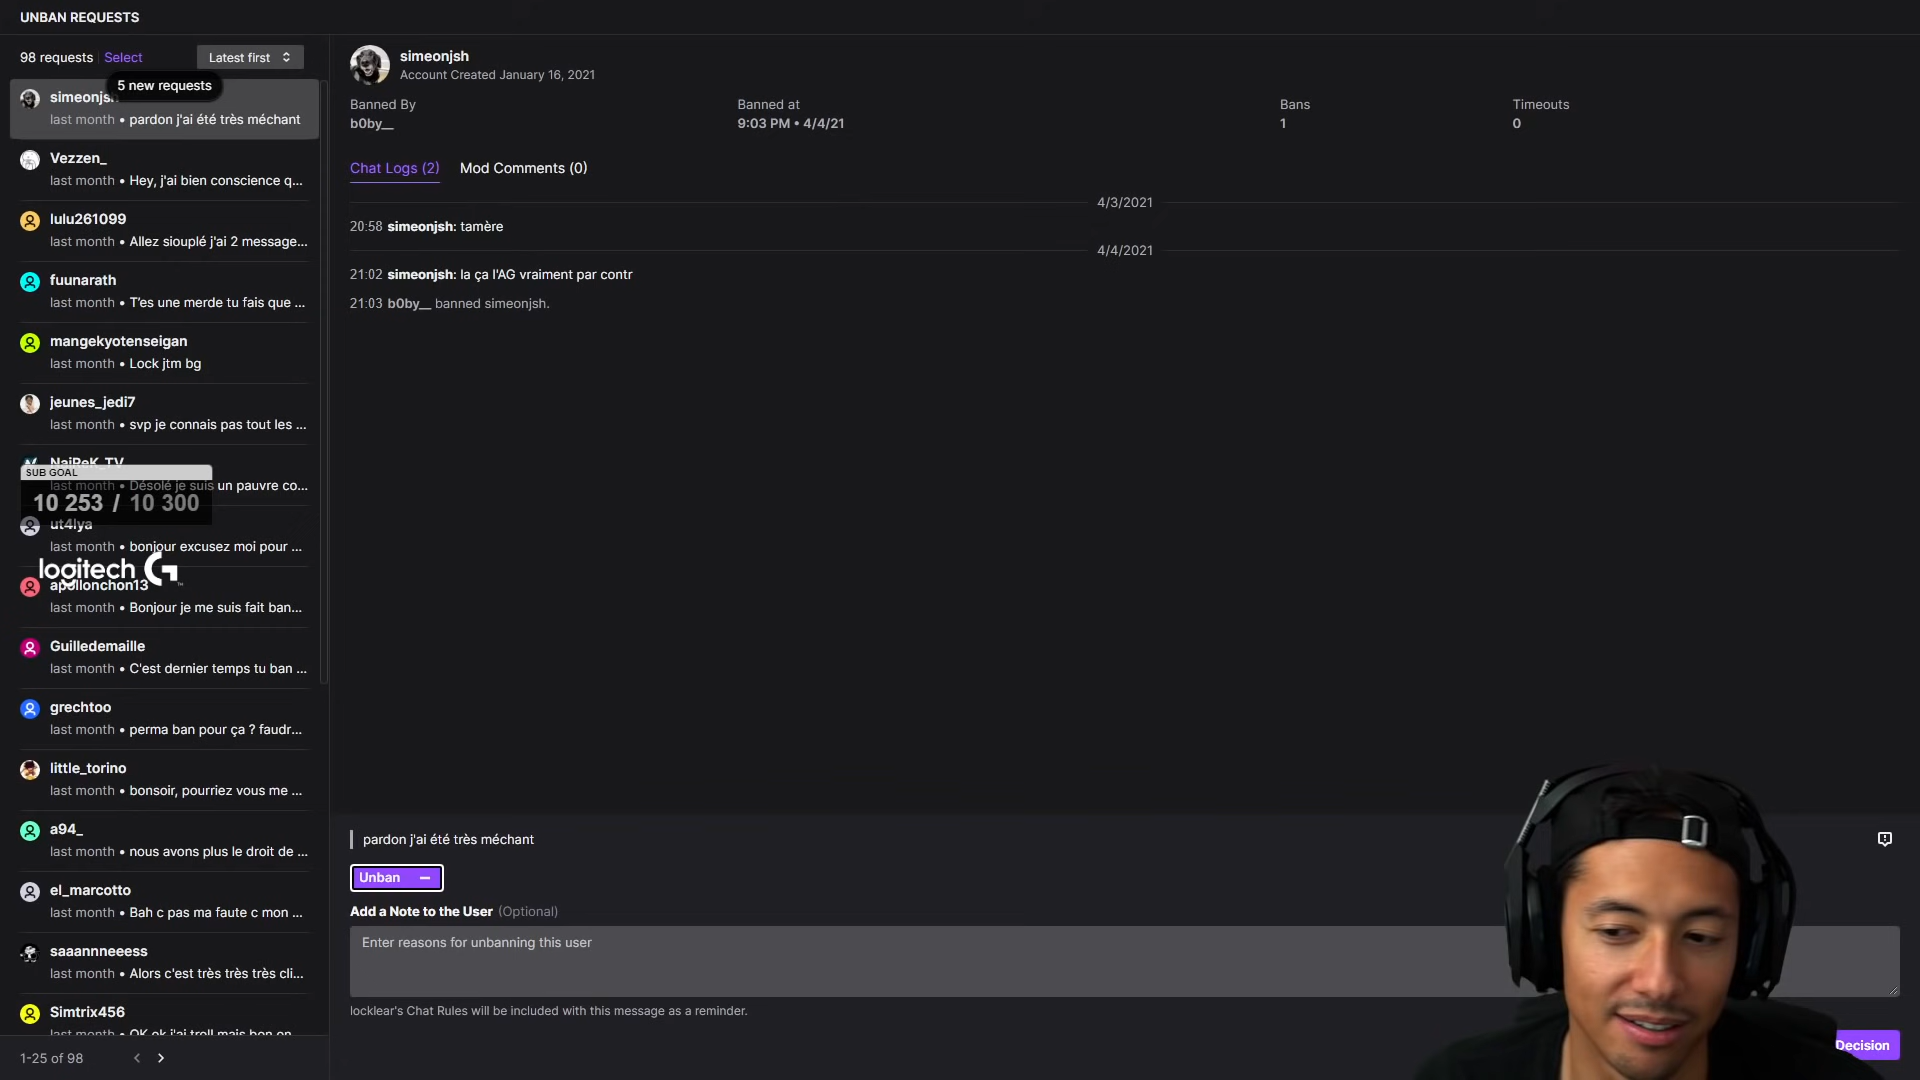 UNBAN REQUESTS
98 requests Select
Latest first
5 new requests
simeonjsh
last month • pardon j'ai été très méchant
Vezzen_
last month • Hey, j'ai bien conscience q...
lulu261099
last month • Allez siouplé j'ai 2 message...
fuunarath
last month • T'es une merde tu fais que ...
mangekyotenseigan
last month • Lock jtm bg
jeunes_jedi7
last month • svp je connais pas tout les ...
NaiReK_TV
last month • Désolé je suis un pauvre co...
SUB GOAL
10 253 / 10 300
ut4lya
last month • bonjour excusez moi pour ...
logitech G
apollonchon13
last month • Bonjour je me suis fait ban...
Guilledemaille
last month • C'est dernier temps tu ban ...
grechtoo
last month • perma ban pour ça ? faudr...
little_torino
last month • bonsoir, pourriez vous me ...
a94_
last month • nous avons plus le droit de ...
el_marcotto
last month • Bah c pas ma faute c mon ...
saaannneeess
last month • Alors c'est très très très cli...
Simtrix456
last month • OK ok j'ai troll mais bon on
1-25 of 98
simeonjsh
Account Created January 16, 2021
Banned By
b0by__
Banned at
9:03 PM • 4/4/21
Bans
1
Timeouts
0
Chat Logs (2)
Mod Comments (0)
4/3/2021
20:58 simeonjsh: tamère
4/4/2021
21:02 simeonjsh: la ça l'AG vraiment par contr
21:03 b0by__ banned simeonjsh.
pardon j'ai été très méchant
Unban
Add a Note to the User (Optional)
Enter reasons for unbanning this user
locklear's Chat Rules will be included with this message as a reminder.
Decision